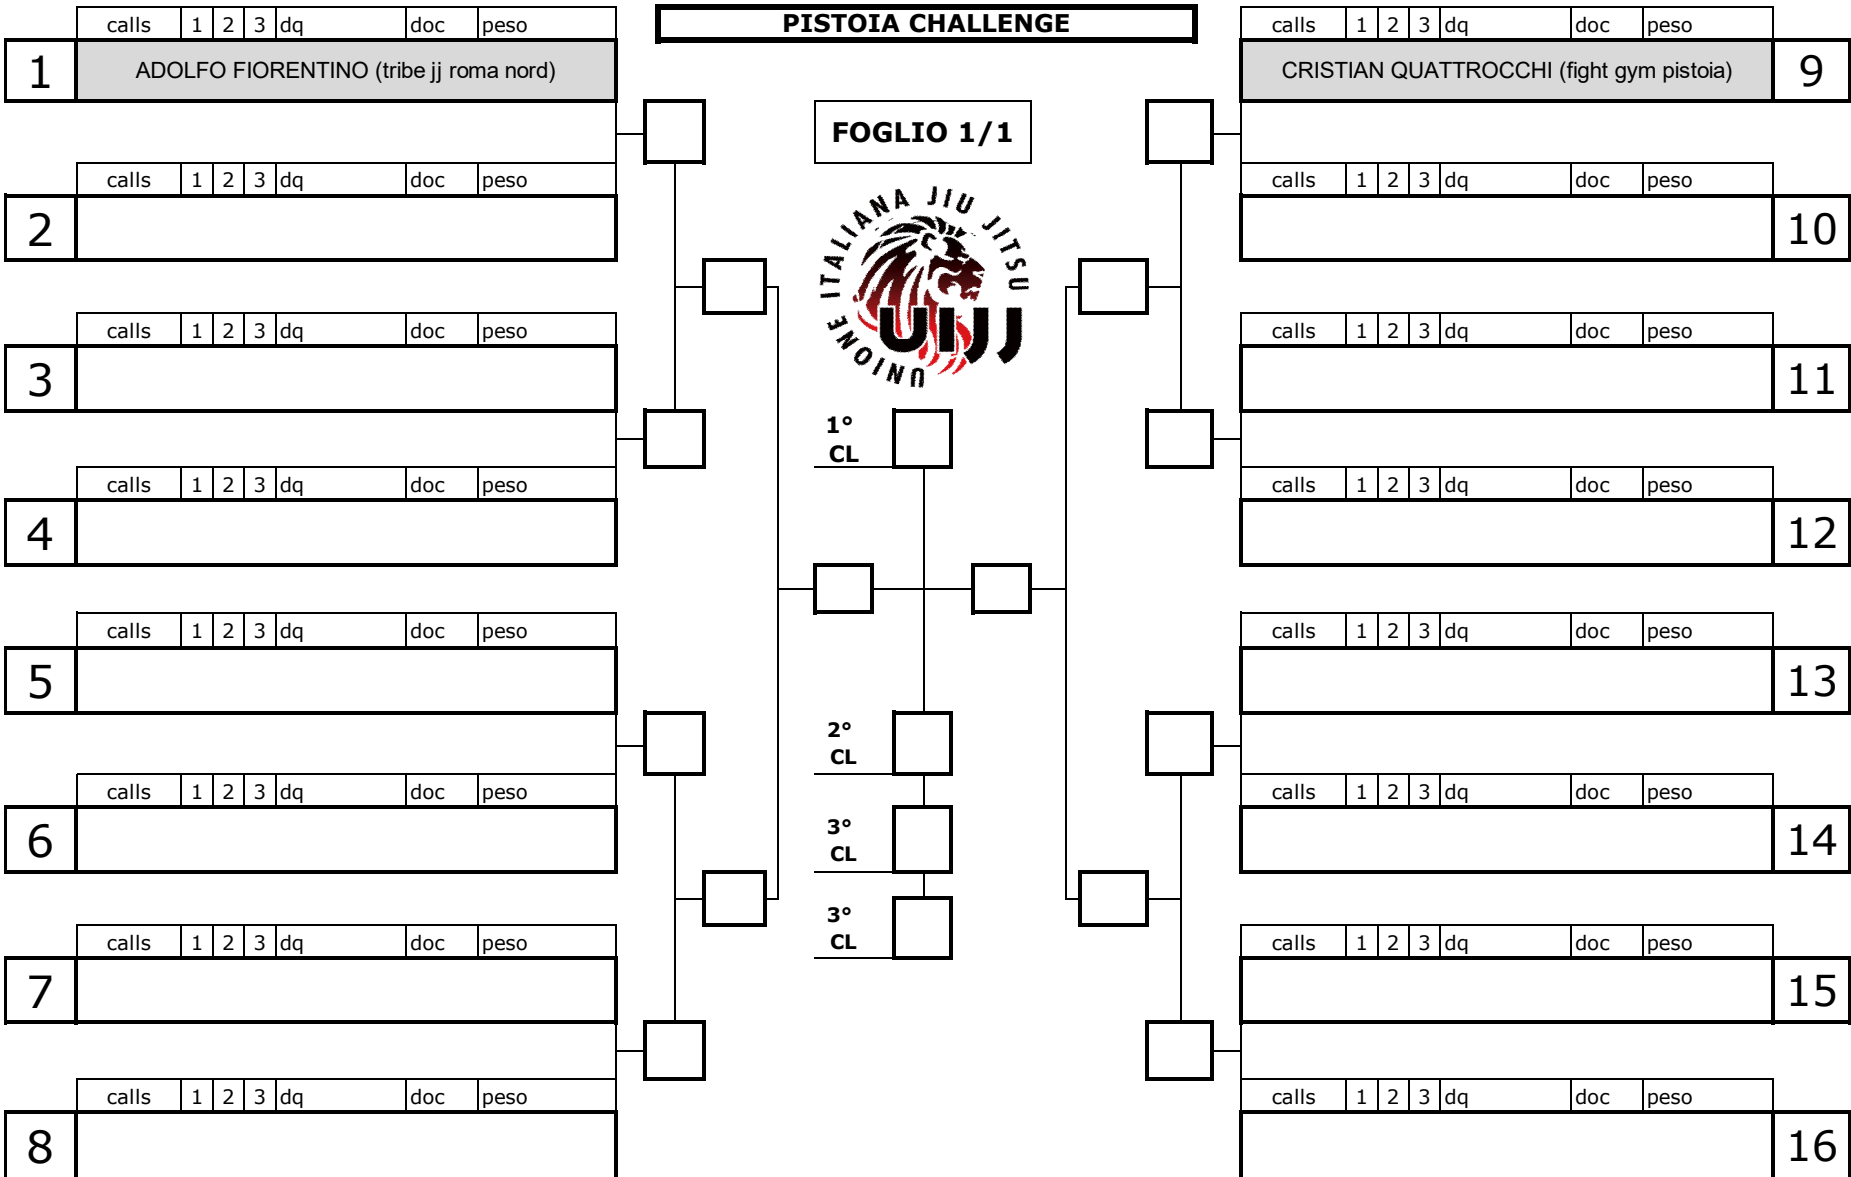 PISTOIA CHALLENGE
FOGLIO 1/1
UNIONE ITALIANA JIU JITSU
UIJJ
calls 1 2 3 dq doc peso
1 ADOLFO FIORENTINO (tribe jj roma nord)
calls 1 2 3 dq doc peso
2
calls 1 2 3 dq doc peso
3
calls 1 2 3 dq doc peso
4
calls 1 2 3 dq doc peso
5
calls 1 2 3 dq doc peso
6
calls 1 2 3 dq doc peso
7
calls 1 2 3 dq doc peso
8
1°
CL
2°
CL
3°
CL
3°
CL
calls 1 2 3 dq doc peso
CRISTIAN QUATTROCCHI (fight gym pistoia) 9
calls 1 2 3 dq doc peso
10
calls 1 2 3 dq doc peso
11
calls 1 2 3 dq doc peso
12
calls 1 2 3 dq doc peso
13
calls 1 2 3 dq doc peso
14
calls 1 2 3 dq doc peso
15
calls 1 2 3 dq doc peso
16